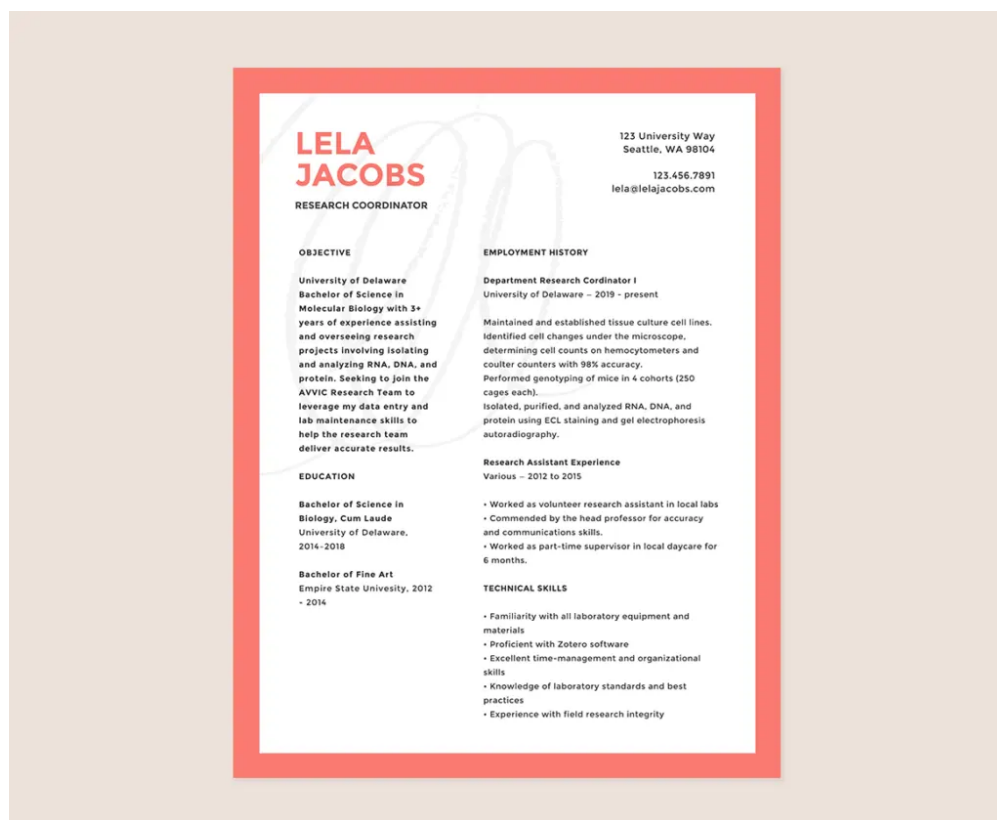 LELA
JACOBS
RESEARCH COORDINATOR
123 University Way
Seattle, WA 98104
123.456.7891
lela@lelajacobs.com
OBJECTIVE
University of Delaware
Bachelor of Science in
Molecular Biology with 3+
years of experience assisting
and overseeing research
projects involving isolating
and analyzing RNA, DNA, and
protein. Seeking to join the
AVVIC Research Team to
leverage my data entry and
lab maintenance skills to
help the research team
deliver accurate results.
EDUCATION
Bachelor of Science in
Biology, Cum Laude
University of Delaware,
2014-2018
Bachelor of Fine Art
Empire State Univesity, 2012
- 2014
EMPLOYMENT HISTORY
Department Research Cordinator I
University of Delaware – 2019 - present
Maintained and established tissue culture cell lines.
Identified cell changes under the microscope,
determining cell counts on hemocytometers and
coulter counters with 98% accuracy.
Performed genotyping of mice in 4 cohorts (250
cages each).
Isolated, purified, and analyzed RNA, DNA, and
protein using ECL staining and gel electrophoresis
autoradiography.
Research Assistant Experience
Various – 2012 to 2015
• Worked as volunteer research assistant in local labs
• Commended by the head professor for accuracy
and communications skills.
• Worked as part-time supervisor in local daycare for
6 months.
TECHNICAL SKILLS
• Familiarity with all laboratory equipment and
materials
• Proficient with Zotero software
• Excellent time-management and organizational
skills
• Knowledge of laboratory standards and best
practices
• Experience with field research integrity